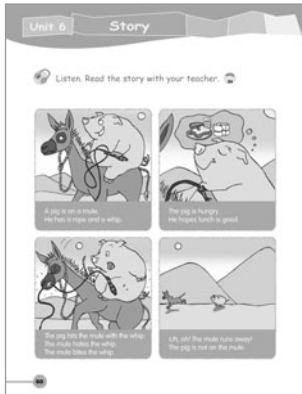 Unit 6 Story
Listen. Read the story with your teacher.
A pig is on a mule.
He has a rope and a whip.
The pig is hungry.
He hopes lunch is good.
The pig hits the mule with the whip.
The mule hates the whip.
The mule bites the whip.
Uh, oh! The mule runs away!
The pig is not on the mule.